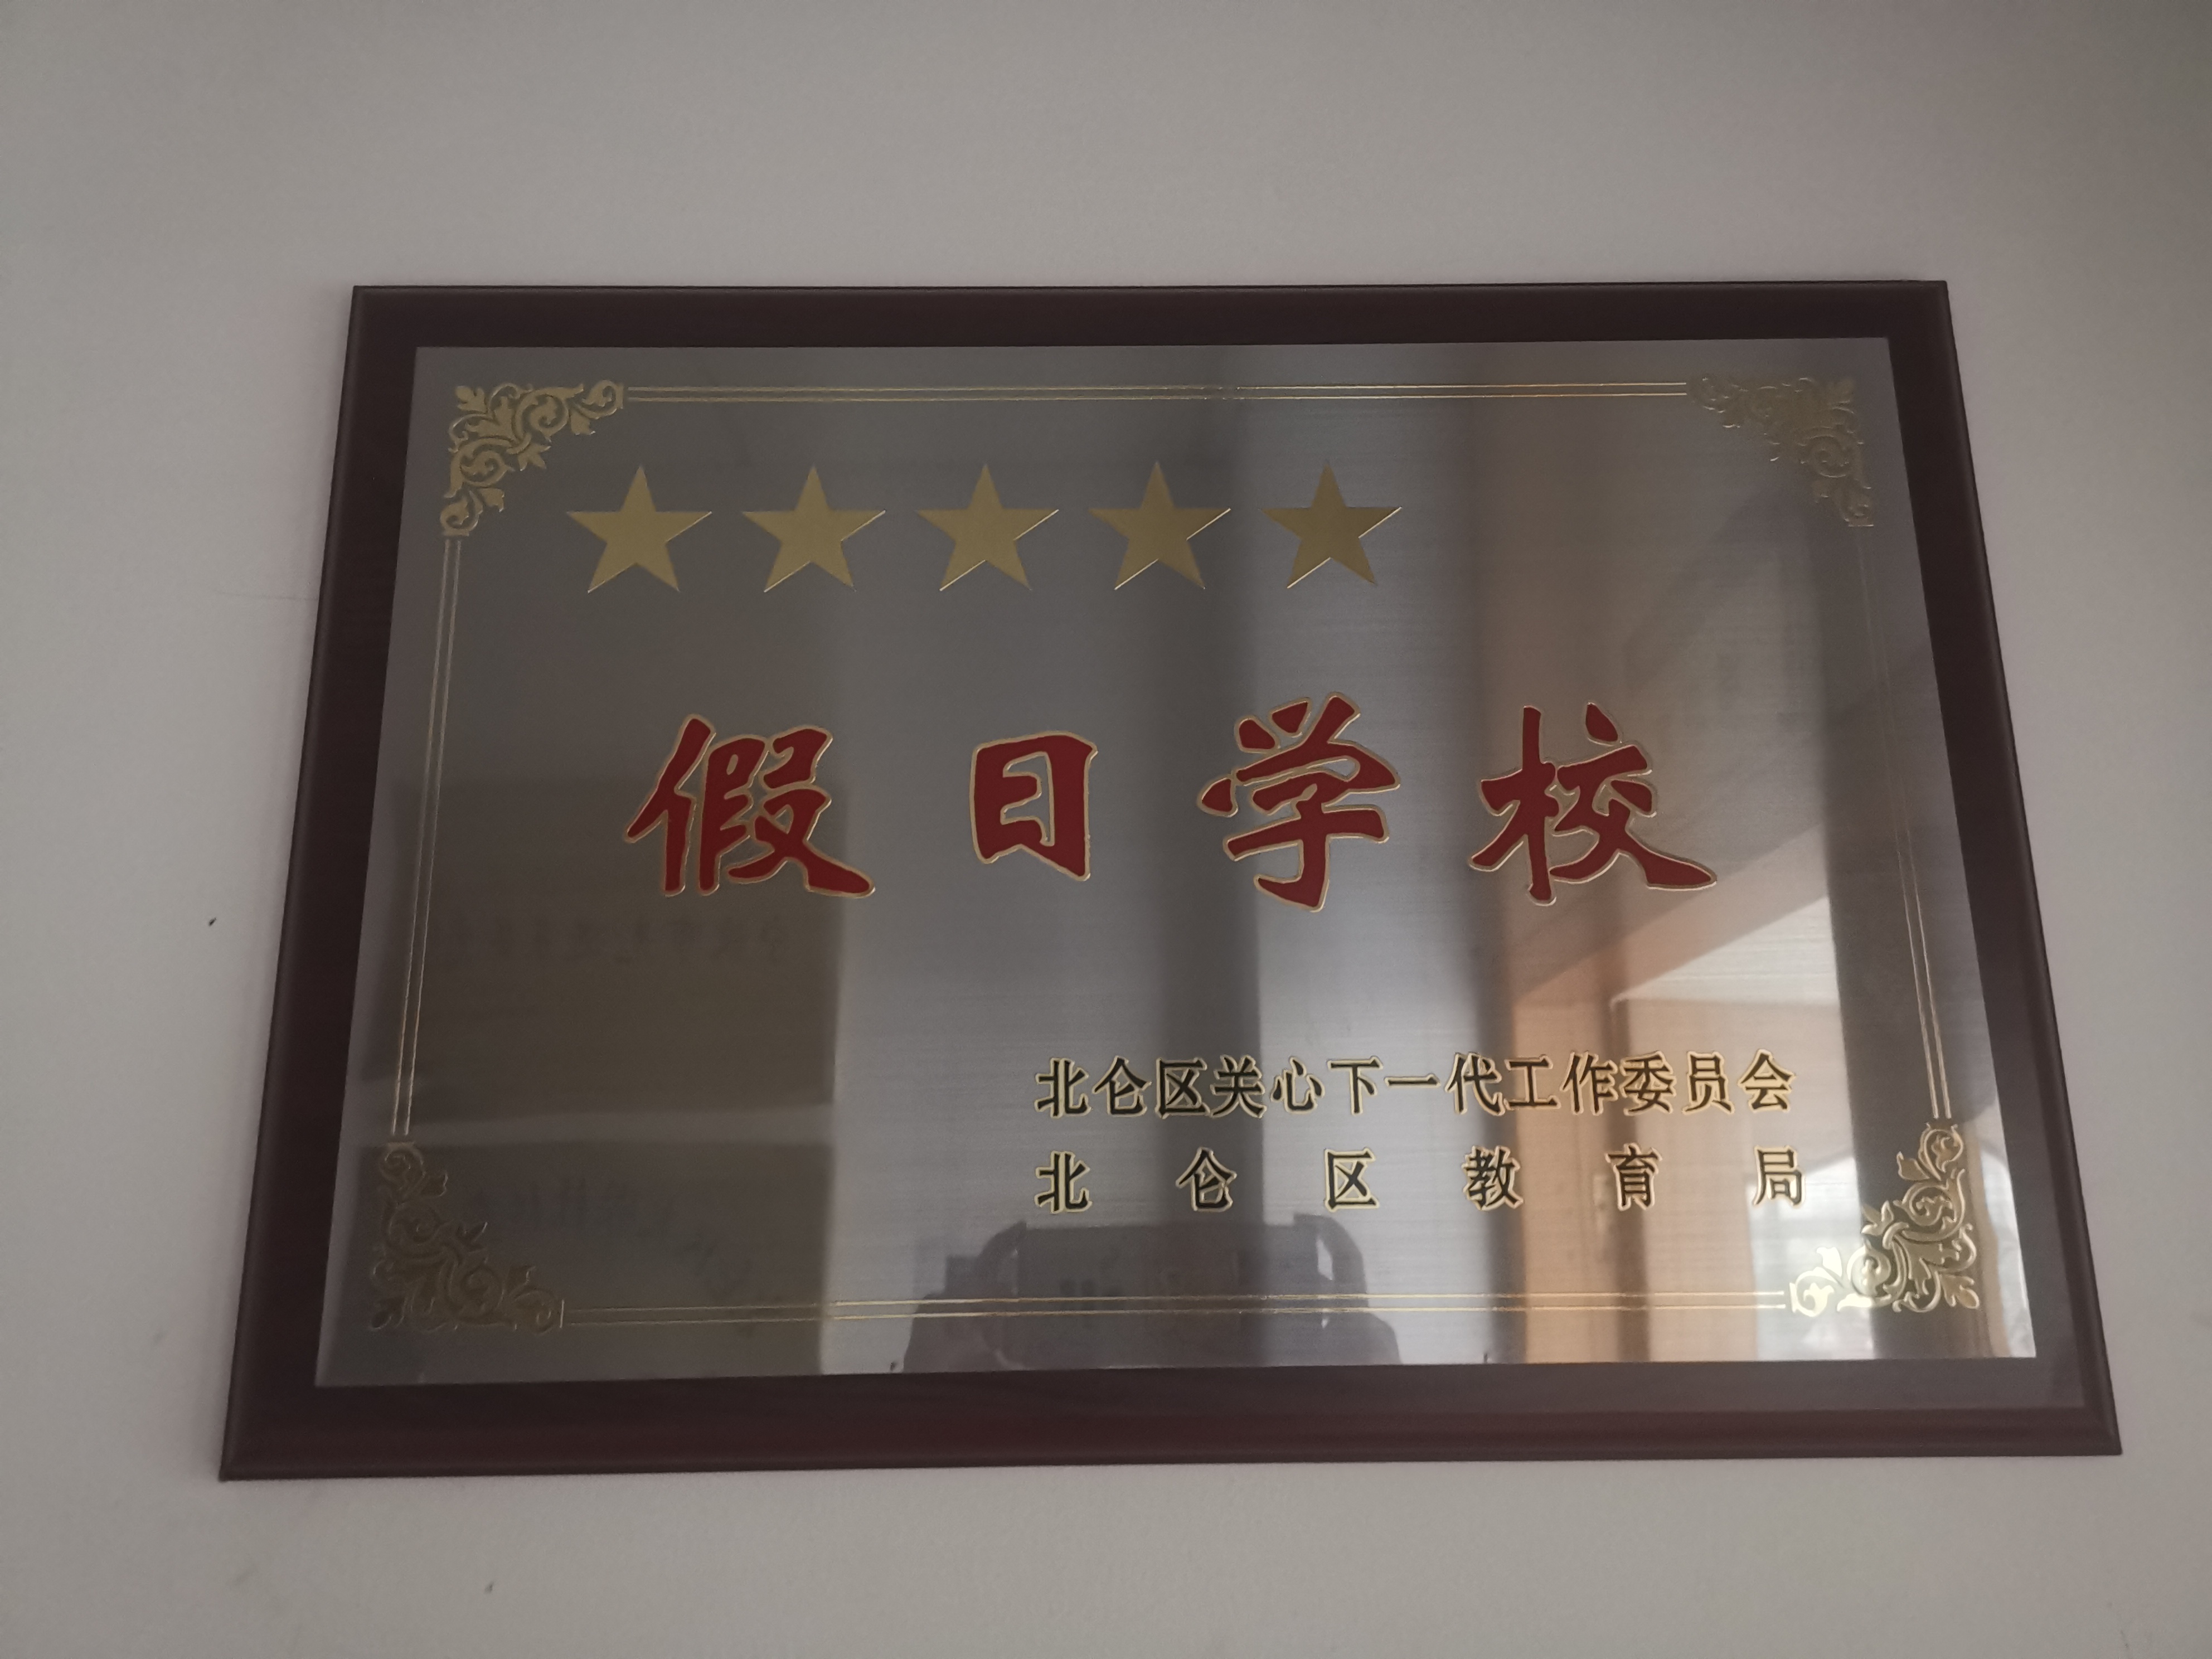 假日学校
北仑区关心下一代工作委员会
北仑区教育局